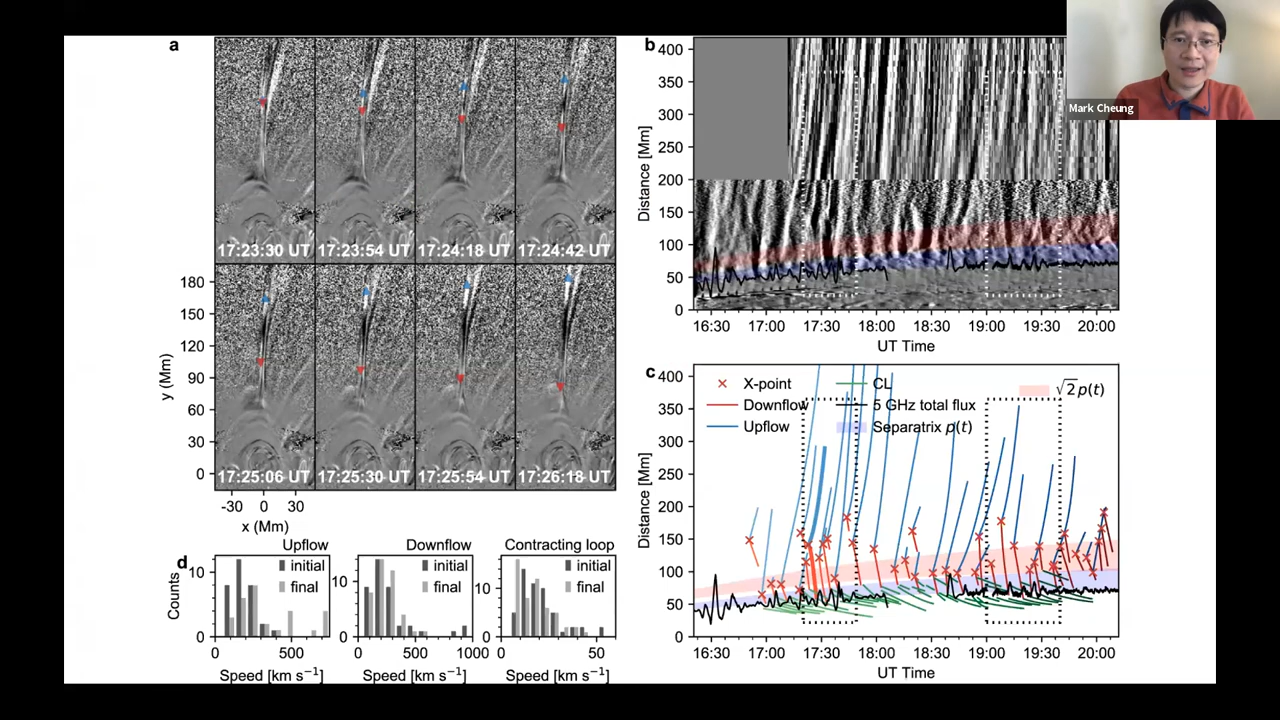 a
17:23:30 UT
17:23:54 UT
17:24:18 UT
17:24:42 UT
180
150
120
90
60
30
0
y (Mm)
17:25:06 UT
17:25:30 UT
17:25:54 UT
17:26:18 UT
-30 0 30
x (Mm)
b
400
350
300
250
200
150
100
50
0
Distance [Mm]
16:30 17:00 17:30 18:00 18:30 19:00 19:30 20:00
UT Time
Mark Cheung
c
400
350
300
250
200
150
100
50
0
Distance [Mm]
X-point
Downflow
Upflow
CL
5 GHz total flux
Separatrix p(t)
√2p(t)
16:30 17:00 17:30 18:00 18:30 19:00 19:30 20:00
UT Time
d
Upflow
initial
final
10
0
Counts
0 500
Speed [km s⁻¹]
Downflow
initial
final
10
0
0 500 1000
Speed [km s⁻¹]
Contracting loop
initial
final
10
0
0 50
Speed [km s⁻¹]